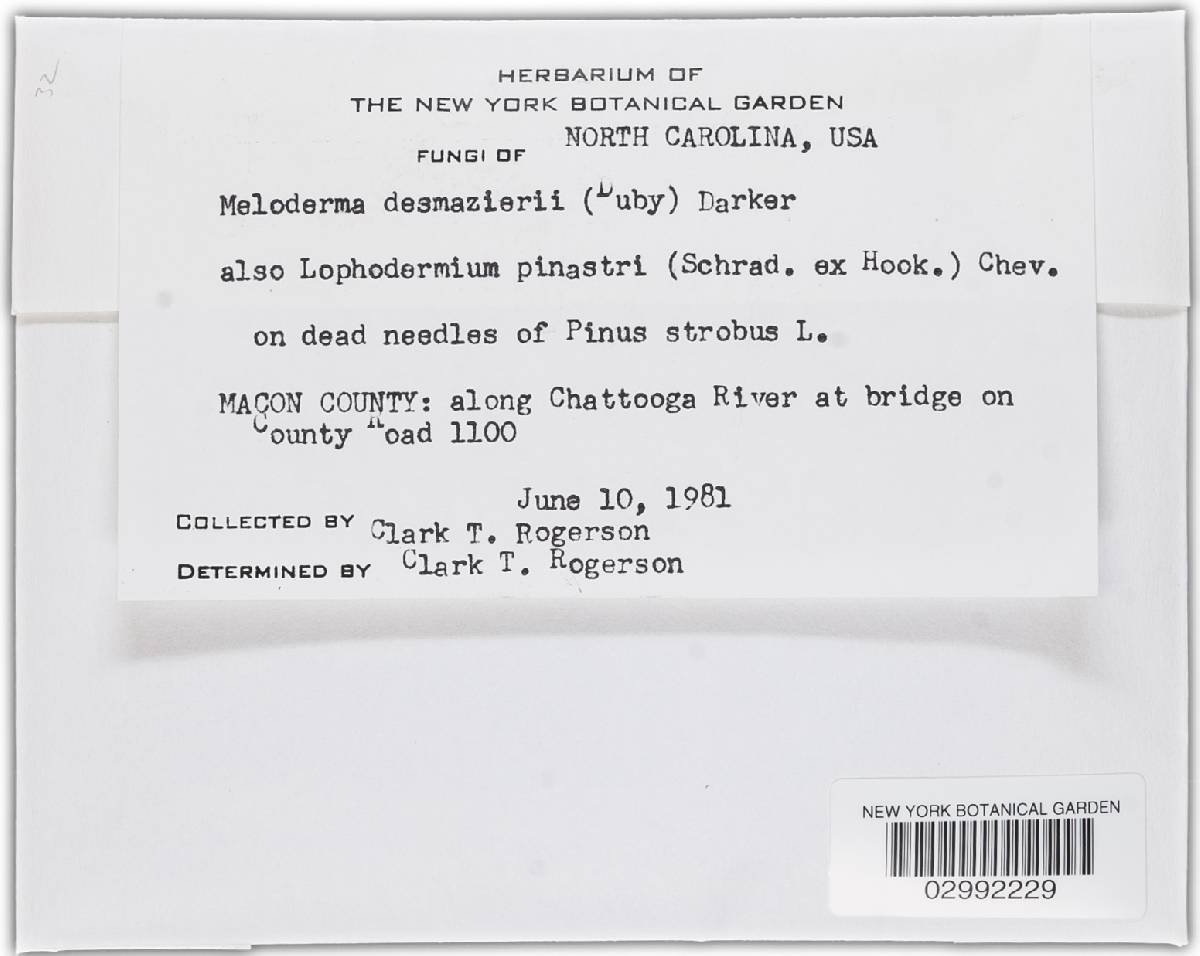 32
HERBARIUM OF
THE NEW YORK BOTANICAL GARDEN
FUNGI OF NORTH CAROLINA, USA
Meloderma desmazierii (Duby) Darker
also Lophodermium pinastri (Schrad. ex Hook.) Chev.
on dead needles of Pinus strobus L.
MACON COUNTY: along Chattooga River at bridge on
County Road 1100
June 10, 1981
COLLECTED BY Clark T. Rogerson
DETERMINED BY Clark T. Rogerson
NEW YORK BOTANICAL GARDEN
02992229